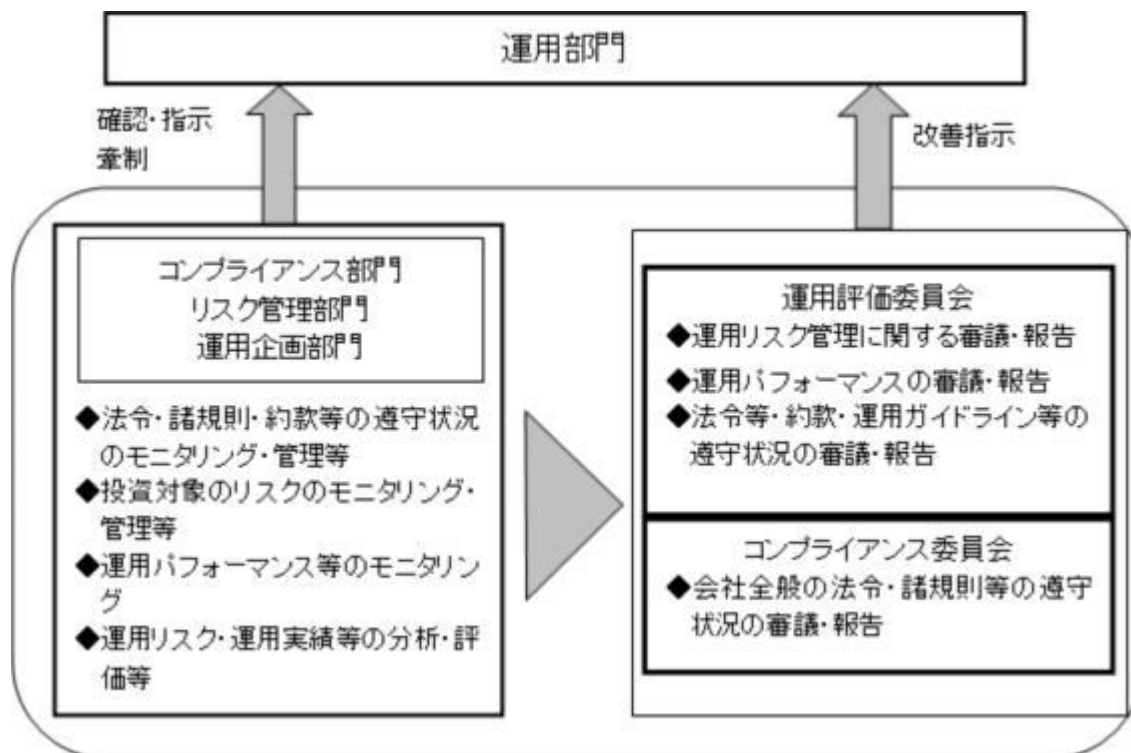 運用部門
確認・指示
牽制
改善指示
コンプライアンス部門
リスク管理部門
運用企画部門
◆法令・諸規則・約款等の遵守状況
のモニタリング・管理等
◆投資対象のリスクのモニタリング・
管理等
◆運用パフォーマンス等のモニタリン
グ
◆運用リスク・運用実績等の分析・評
価等
運用評価委員会
◆運用リスク管理に関する審議・報告
◆運用パフォーマンスの審議・報告
◆法令等・約款・運用ガイドライン等の
遵守状況の審議・報告
コンプライアンス委員会
◆会社全般の法令・諸規則等の遵守
状況の審議・報告